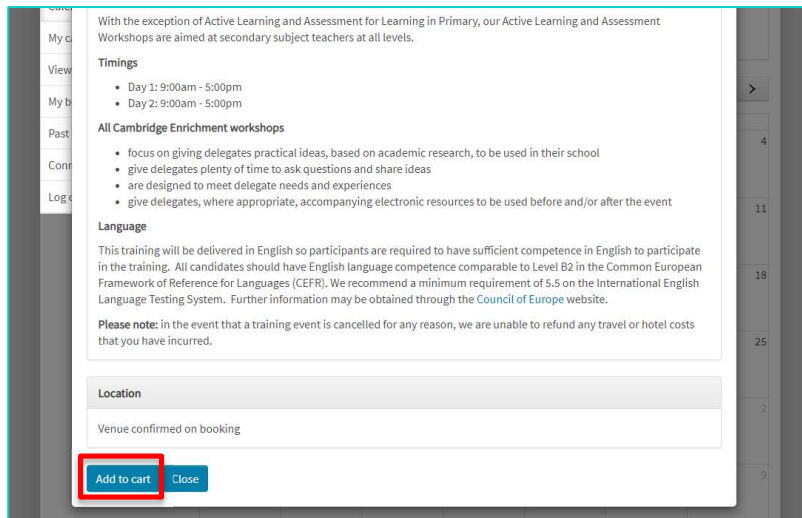 With the exception of Active Learning and Assessment for Learning in Primary, our Active Learning and Assessment
Workshops are aimed at secondary subject teachers at all levels.
Timings
• Day 1: 9:00am - 5:00pm
• Day 2: 9:00am - 5:00pm
All Cambridge Enrichment workshops
• focus on giving delegates practical ideas, based on academic research, to be used in their school
• give delegates plenty of time to ask questions and share ideas
• are designed to meet delegate needs and experiences
• give delegates, where appropriate, accompanying electronic resources to be used before and/or after the event
Language
This training will be delivered in English so participants are required to have sufficient competence in English to participate
in the training. All candidates should have English language competence comparable to Level B2 in the Common European
Framework of Reference for Languages (CEFR). We recommend a minimum requirement of 5.5 on the International English
Language Testing System. Further information may be obtained through the Council of Europe website.
Please note: in the event that a training event is cancelled for any reason, we are unable to refund any travel or hotel costs
that you have incurred.
Location
Venue confirmed on booking
Add to cart Close
My
View
My
Past
Log
4
11
18
25
2
9